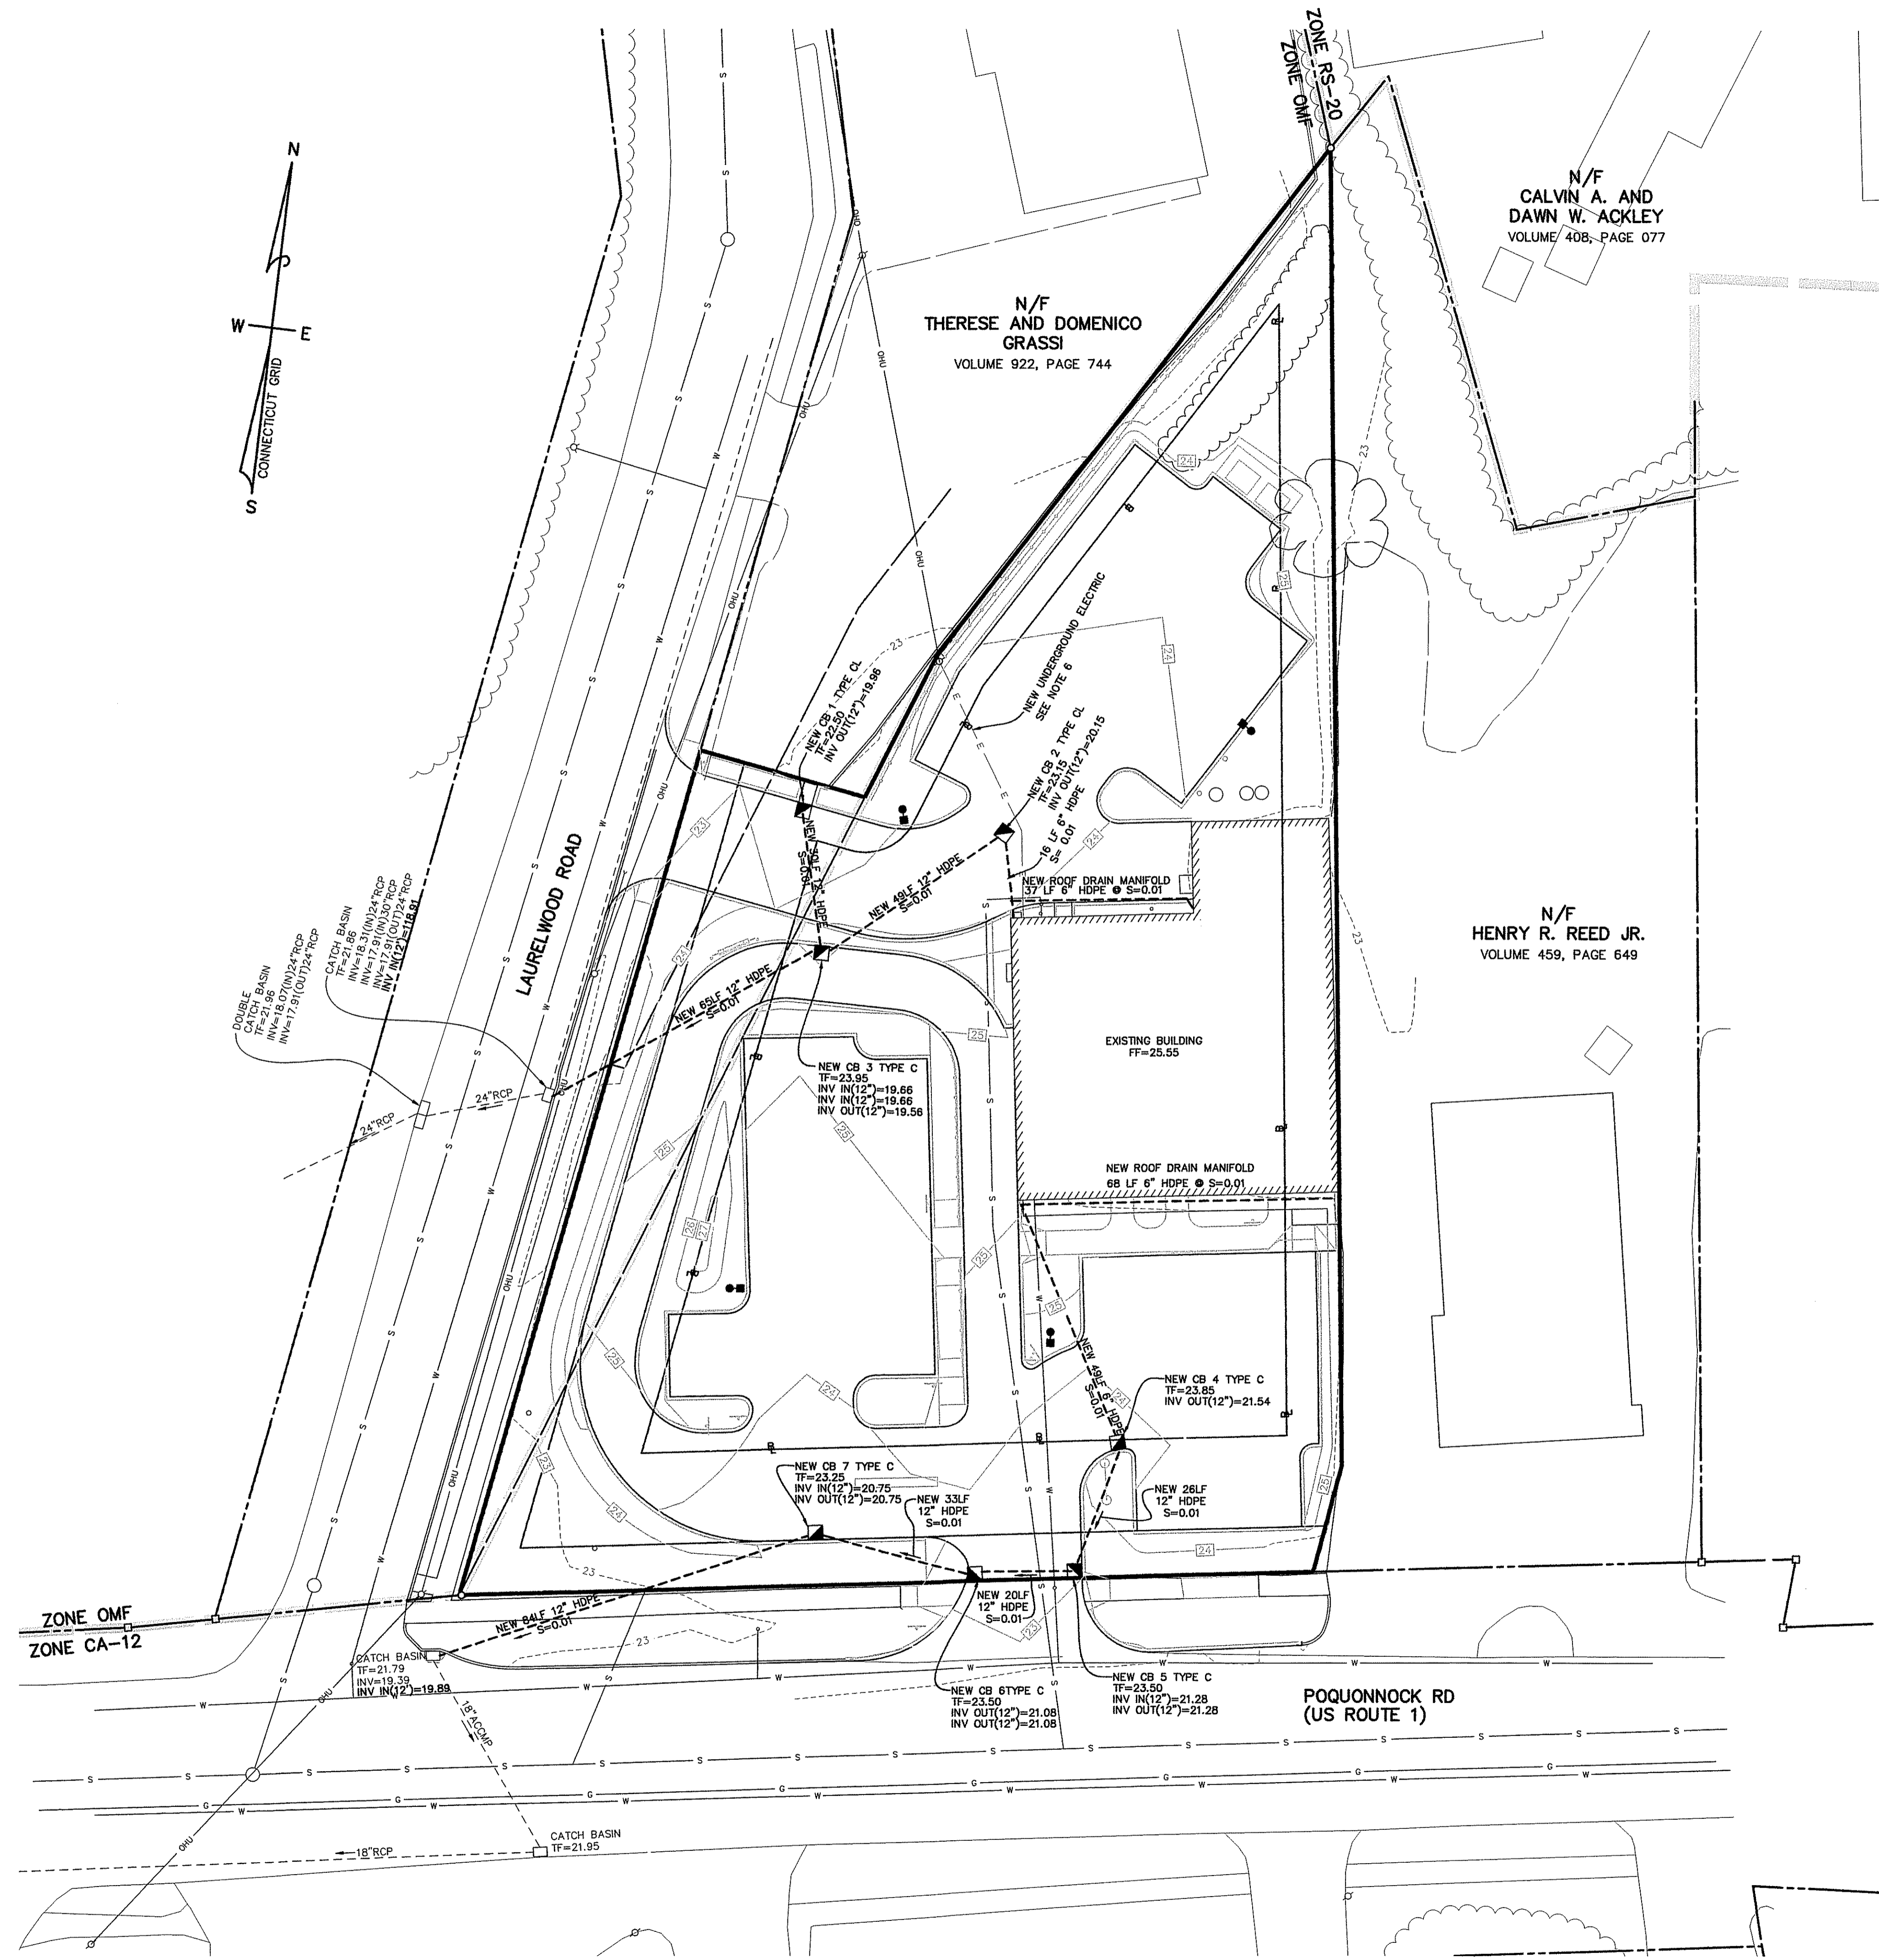 ZONE RS-20
ZONE OMF
N
W
E
S
CONNECTICUT GRID
N/F
CALVIN A. AND
DAWN W. ACKLEY
VOLUME 408, PAGE 077
N/F
THERESE AND DOMENICO
GRASSI
VOLUME 922, PAGE 744
NEW UNDERGROUND ELECTRIC
SEE NOTE 6
NEW CB 1 TYPE CL
TF=22.50
INV OUT(12")=19.96
NEW CB 2 TYPE CL
TF=23.15
INV OUT(12")=20.15
16 LF 6" HDPE
S= 0.01
NEW 30LF 12" HDPE
S=0.01
NEW 49LF 12" HDPE
S=0.01
NEW ROOF DRAIN MANIFOLD
37 LF 6" HDPE @ S=0.01
LAURELWOOD ROAD
N/F
HENRY R. REED JR.
VOLUME 459, PAGE 649
CATCH BASIN
TF=21.86
INV=18.31(IN)24"RCP
INV=17.91(IN)30"RCP
INV=17.91(OUT)24"RCP
INV IN(12")=118.91
DOUBLE
CATCH BASIN
TF=21.96
INV=18.07(IN)24"RCP
INV=17.91(OUT)24"RCP
NEW 65LF 12" HDPE
S=0.01
24"RCP
24"RCP
EXISTING BUILDING
FF=25.55
NEW CB 3 TYPE C
TF=23.95
INV IN(12")=19.66
INV IN(12")=19.66
INV OUT(12")=19.56
NEW ROOF DRAIN MANIFOLD
68 LF 6" HDPE @ S=0.01
NEW 49LF 6" HDPE
S=0.01
NEW CB 4 TYPE C
TF=23.85
INV OUT(12")=21.54
NEW CB 7 TYPE C
TF=23.25
INV IN(12")=20.75
INV OUT(12")=20.75
NEW 33LF
12" HDPE
S=0.01
NEW 26LF
12" HDPE
S=0.01
NEW 20LF
12" HDPE
S=0.01
NEW 84LF 12" HDPE
S=0.01
ZONE OMF
ZONE CA-12
CATCH BASIN
TF=21.79
INV=19.39
INV IN(12")=19.89
NEW CB 6TYPE C
TF=23.50
INV OUT(12")=21.08
INV OUT(12")=21.08
NEW CB 5 TYPE C
TF=23.50
INV IN(12")=21.28
INV OUT(12")=21.28
POQUONNOCK RD
(US ROUTE 1)
18"ACCMP
CATCH BASIN
TF=21.95
18"RCP